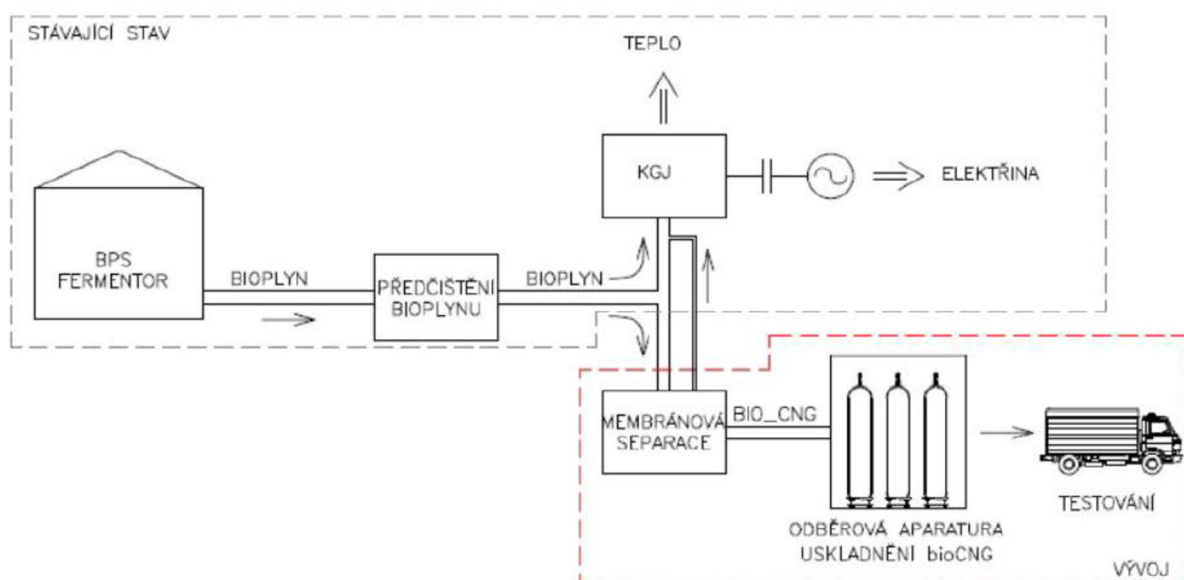 STÁVAJÍCÍ STAV
TEPLO
KGJ
ELEKTŘINA
BPS
FERMENTOR
BIOPLYN
PŘEDČIŠTĚNÍ
BIOPLYNU
BIOPLYN
MEMBRÁNOVÁ
SEPARACE
BIO_CNG
ODBĚROVÁ APARATURA
USKLADNĚNÍ bioCNG
TESTOVÁNÍ
VÝVOJ